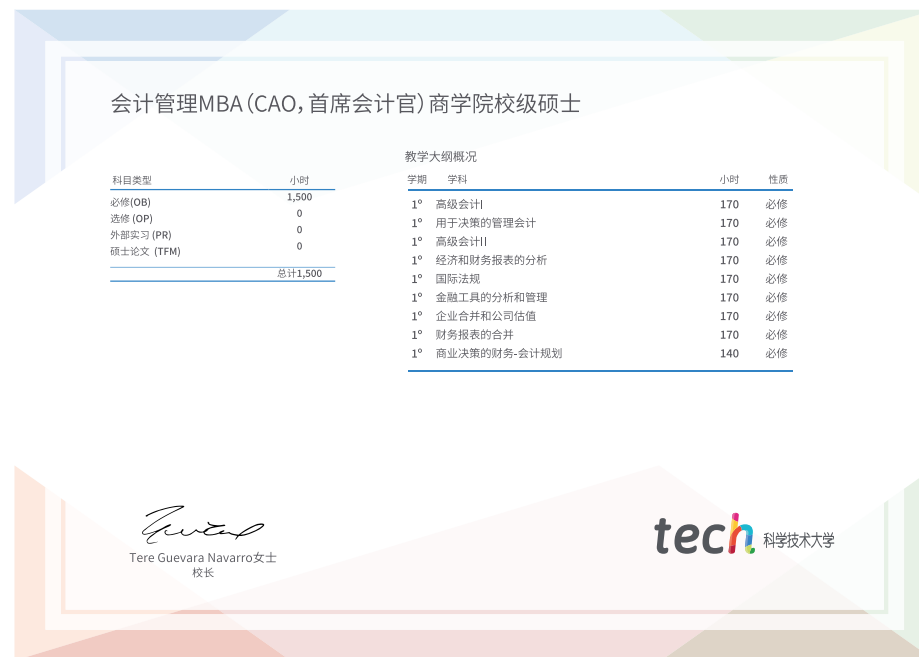 会计管理MBA（CAO，首席会计官）商学院校级硕士
科目类型 小时
必修(OB) 1,500
选修 (OP) 0
外部实习 (PR) 0
硕士论文 (TFM) 0
总计1,500
教学大纲概况
学期 学科 小时 性质
1º 高级会计I 170 必修
1º 用于决策的管理会计 170 必修
1º 高级会计II 170 必修
1º 经济和财务报表的分析 170 必修
1º 国际法规 170 必修
1º 金融工具的分析和管理 170 必修
1º 企业合并和公司估值 170 必修
1º 财务报表的合并 170 必修
1º 商业决策的财务-会计规划 140 必修
Tere Guevara Navarro女士
校长
tech 科学技术大学